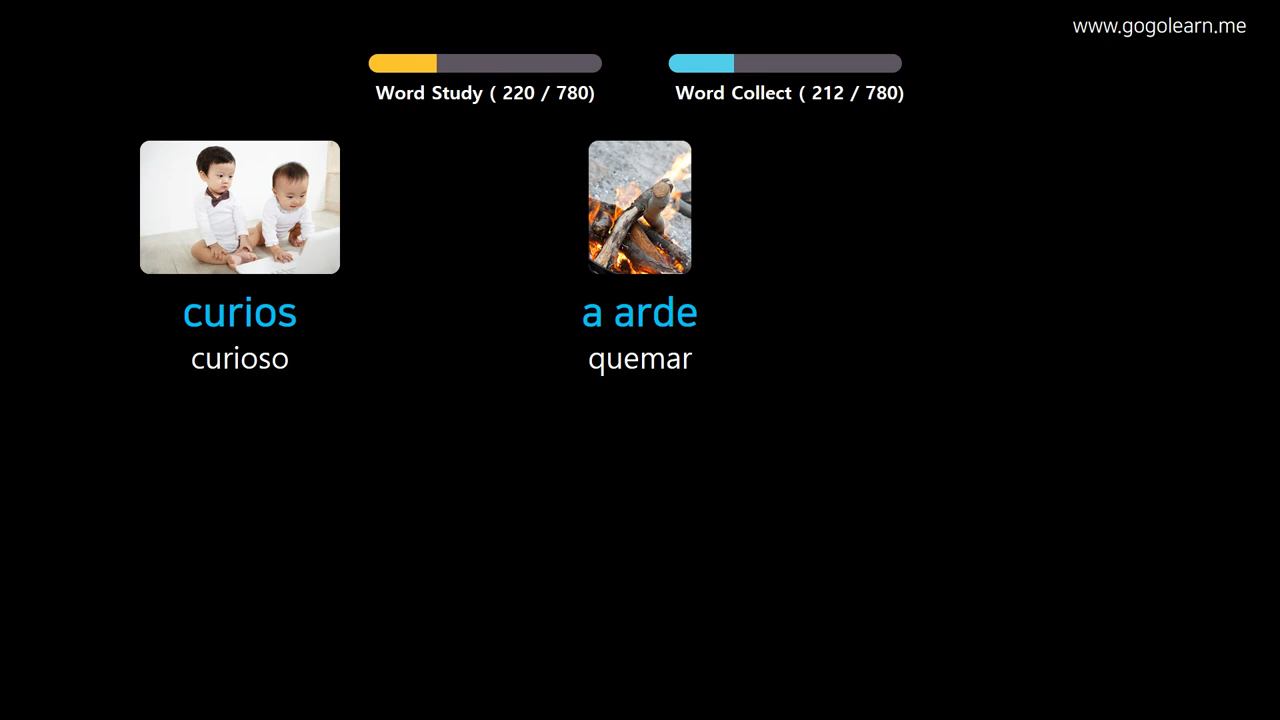 www.gogolearn.me
Word Study ( 220 / 780)
Word Collect ( 212 / 780)
curios
curioso
a arde
quemar